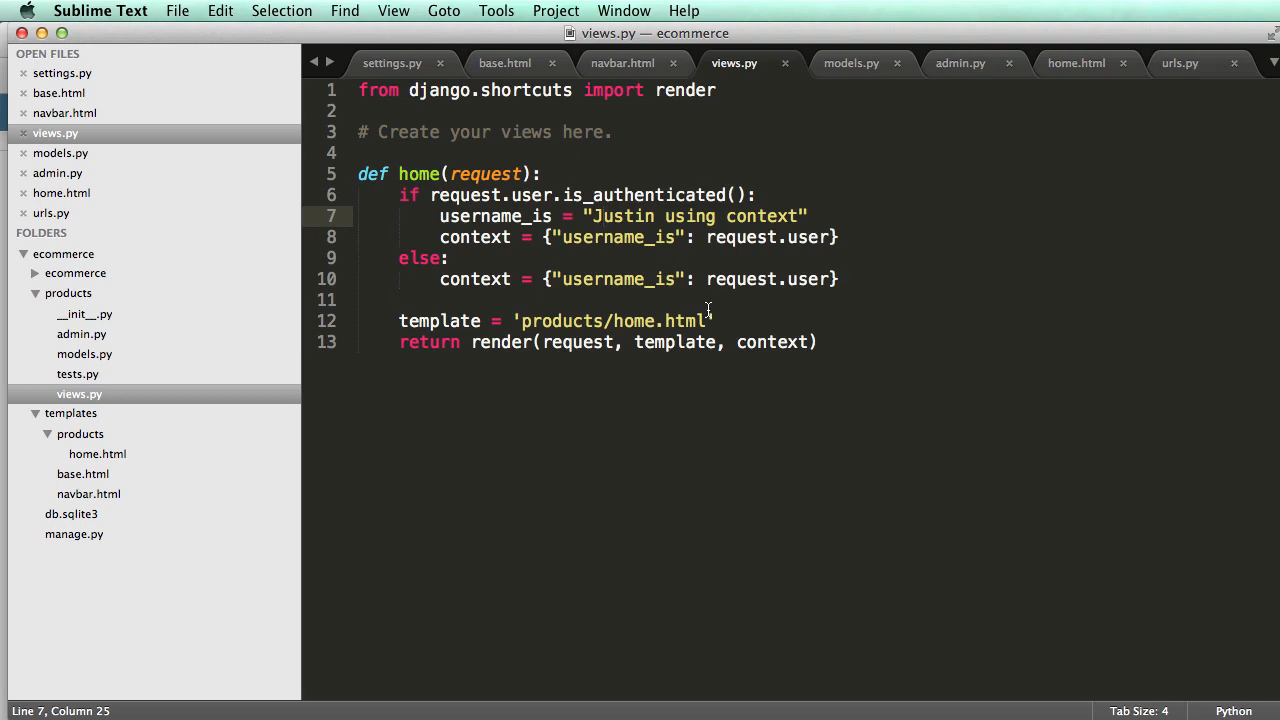 Sublime Text File Edit Selection Find View Goto Tools Project Window Help
views.py — ecommerce
OPEN FILES
settings.py
base.html
navbar.html
views.py
models.py
admin.py
home.html
urls.py
FOLDERS
ecommerce
ecommerce
products
__init__.py
admin.py
models.py
tests.py
views.py
templates
products
home.html
base.html
navbar.html
db.sqlite3
manage.py
settings.py base.html navbar.html views.py models.py admin.py home.html urls.py
1 from django.shortcuts import render
2
3 # Create your views here.
4
5 def home(request):
6 if request.user.is_authenticated():
7 username_is = "Justin using context"
8 context = {"username_is": request.user}
9 else:
10 context = {"username_is": request.user}
11
12 template = 'products/home.html'
13 return render(request, template, context)
Line 7, Column 25 Tab Size: 4 Python